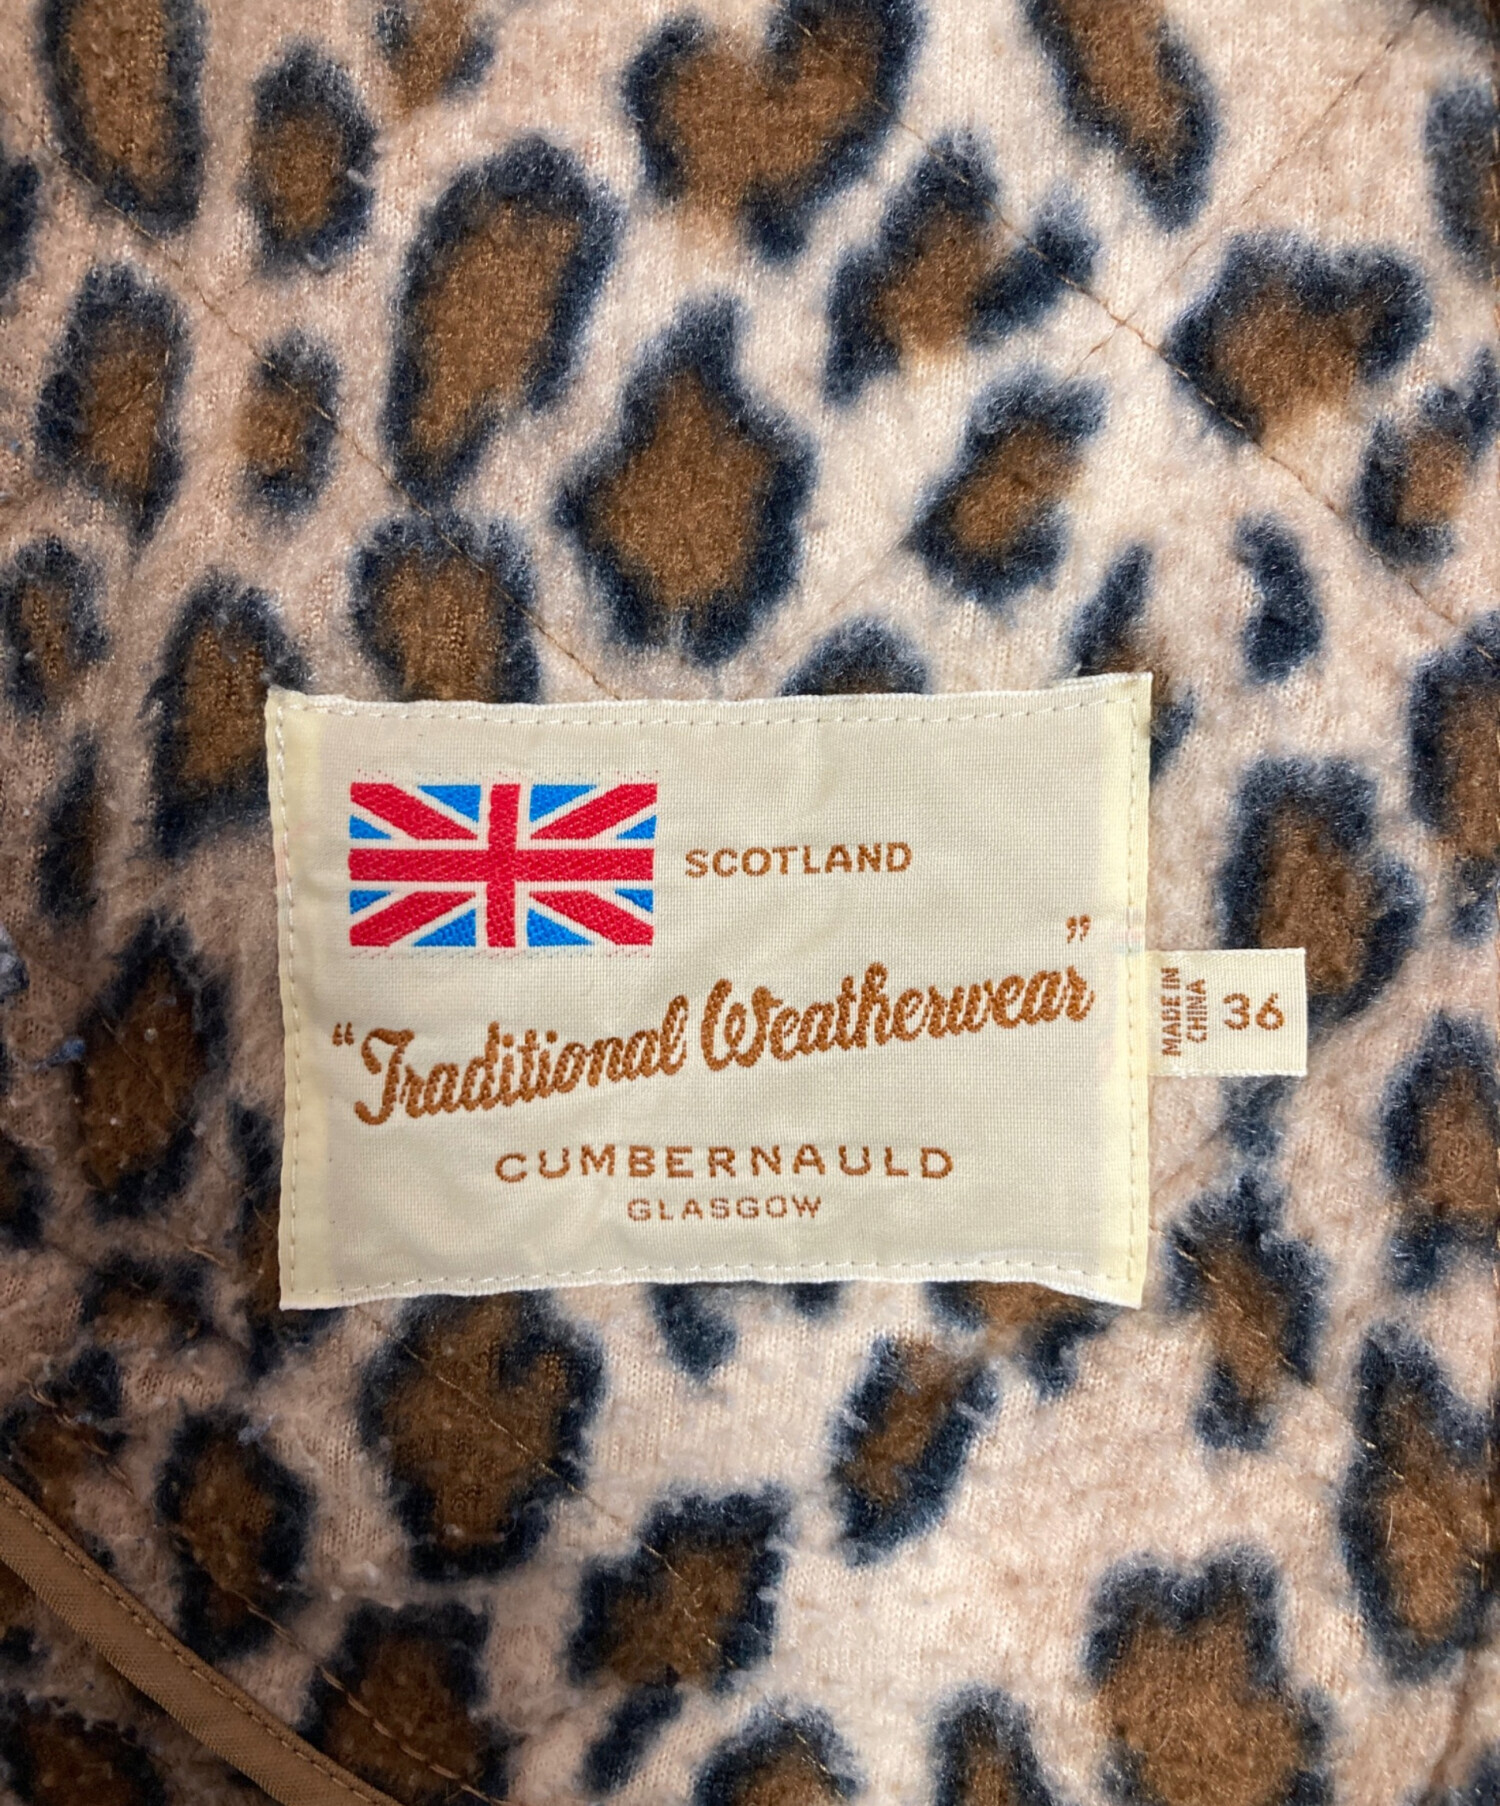 SCOTLAND
“Traditional Weatherwear”
CUMBERNAULD
GLASGOW
MADE IN
CHINA
36